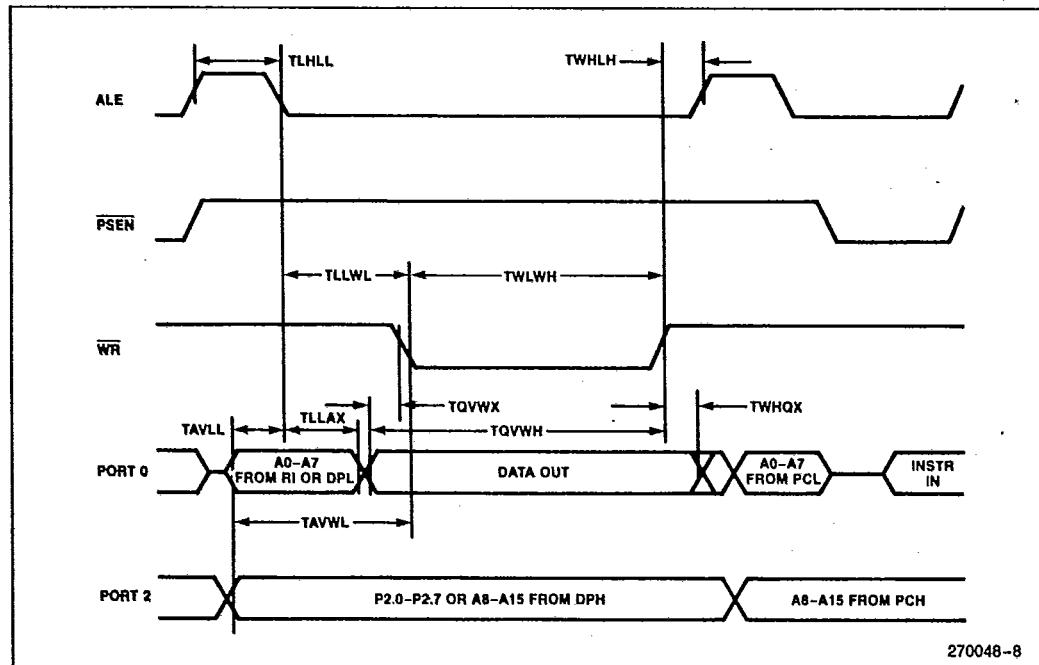 TLHLL
TWHLH
ALE
PSEN
TLLWL
TWLWH
WR
TQVWX
TWHQX
TAVLL
TLLAX
TQVWH
PORT 0
A0–A7
FROM RI OR DPL
DATA OUT
A0–A7
FROM PCL
INSTR
IN
TAVWL
PORT 2
P2.0–P2.7 OR A8–A15 FROM DPH
A8–A15 FROM PCH
270048–8